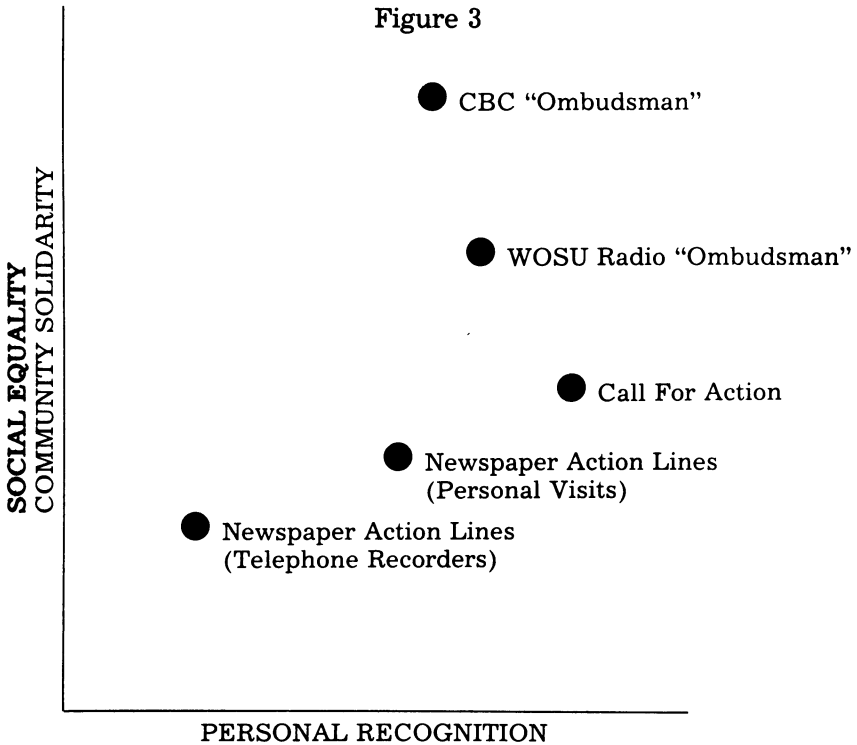 Figure 3
CBC “Ombudsman”
WOSU Radio “Ombudsman”
Call For Action
Newspaper Action Lines
(Personal Visits)
Newspaper Action Lines
(Telephone Recorders)
SOCIAL EQUALITY
COMMUNITY SOLIDARITY
PERSONAL RECOGNITION